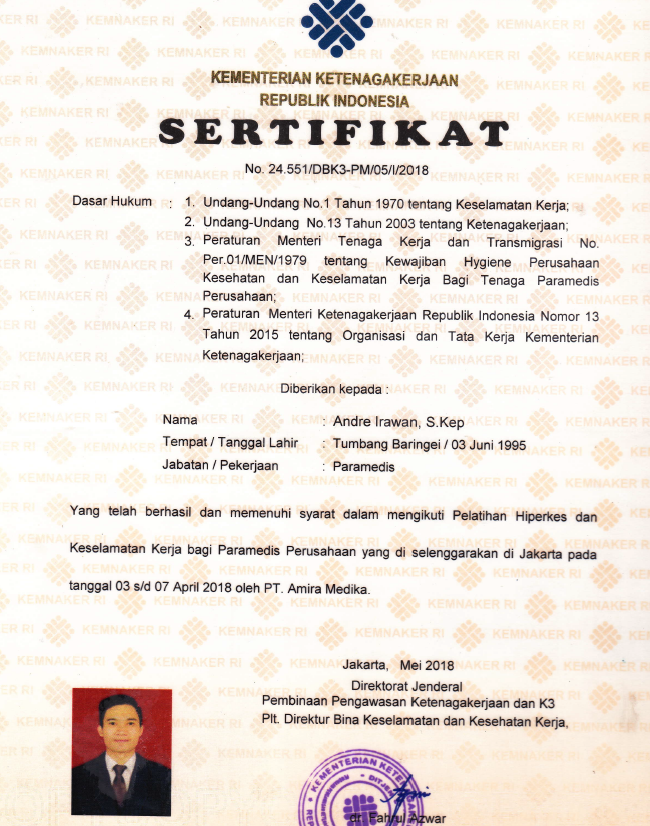 KEMENTERIAN KETENAGAKERJAAN
REPUBLIK INDONESIA
SERTIFIKAT
No. 24.551/DBK3-PM/05/I/2018
Dasar Hukum : 1. Undang-Undang No.1 Tahun 1970 tentang Keselamatan Kerja;
2. Undang-Undang No.13 Tahun 2003 tentang Ketenagakerjaan;
3. Peraturan Menteri Tenaga Kerja dan Transmigrasi No.
Per.01/MEN/1979 tentang Kewajiban Hygiene Perusahaan
Kesehatan dan Keselamatan Kerja Bagi Tenaga Paramedis
Perusahaan;
4. Peraturan Menteri Ketenagakerjaan Republik Indonesia Nomor 13
Tahun 2015 tentang Organisasi dan Tata Kerja Kementerian
Ketenagakerjaan;
Diberikan kepada :
Nama : Andre Irawan, S.Kep
Tempat / Tanggal Lahir : Tumbang Baringei / 03 Juni 1995
Jabatan / Pekerjaan : Paramedis
Yang telah berhasil dan memenuhi syarat dalam mengikuti Pelatihan Hiperkes dan
Keselamatan Kerja bagi Paramedis Perusahaan yang di selenggarakan di Jakarta pada
tanggal 03 s/d 07 April 2018 oleh PT. Amira Medika.
Jakarta, Mei 2018
Direktorat Jenderal
Pembinaan Pengawasan Ketenagakerjaan dan K3
Plt. Direktur Bina Keselamatan dan Kesehatan Kerja,
dr. Fahrul Azwar